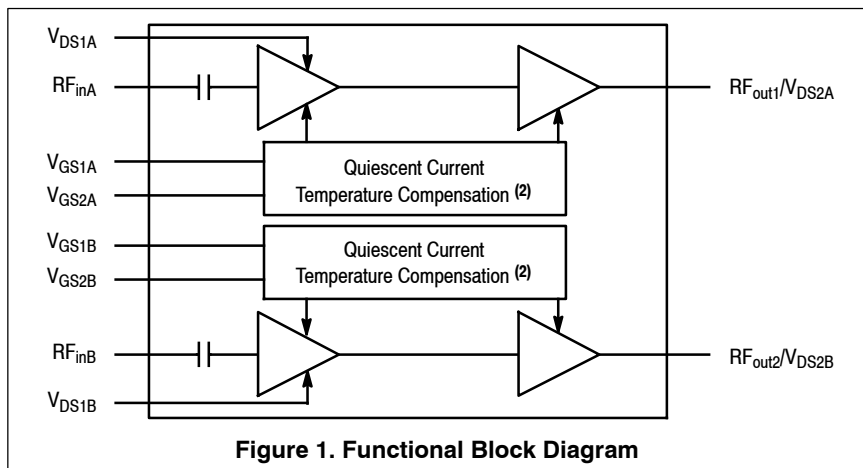 V_DS1A
RF_inA
RF_out1/V_DS2A
V_GS1A
V_GS2A
Quiescent Current
Temperature Compensation (2)
V_GS1B
V_GS2B
Quiescent Current
Temperature Compensation (2)
RF_inB
RF_out2/V_DS2B
V_DS1B
Figure 1. Functional Block Diagram